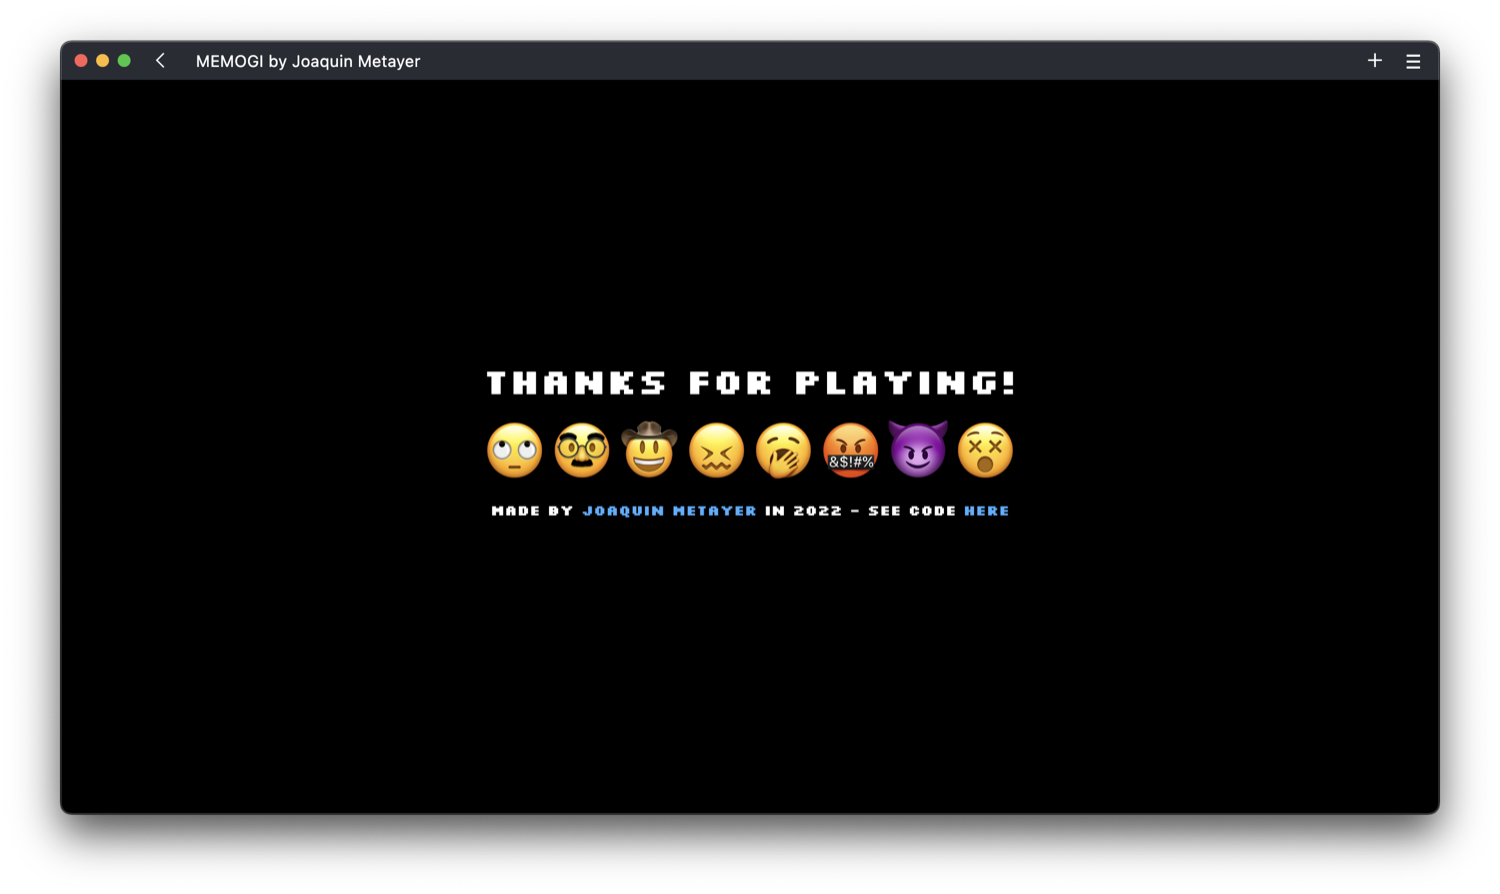 MEMOGI by Joaquin Metayer
THANKS FOR PLAYING!
&$!#%
MADE BY JOAQUIN METAYER IN 2022 - SEE CODE HERE